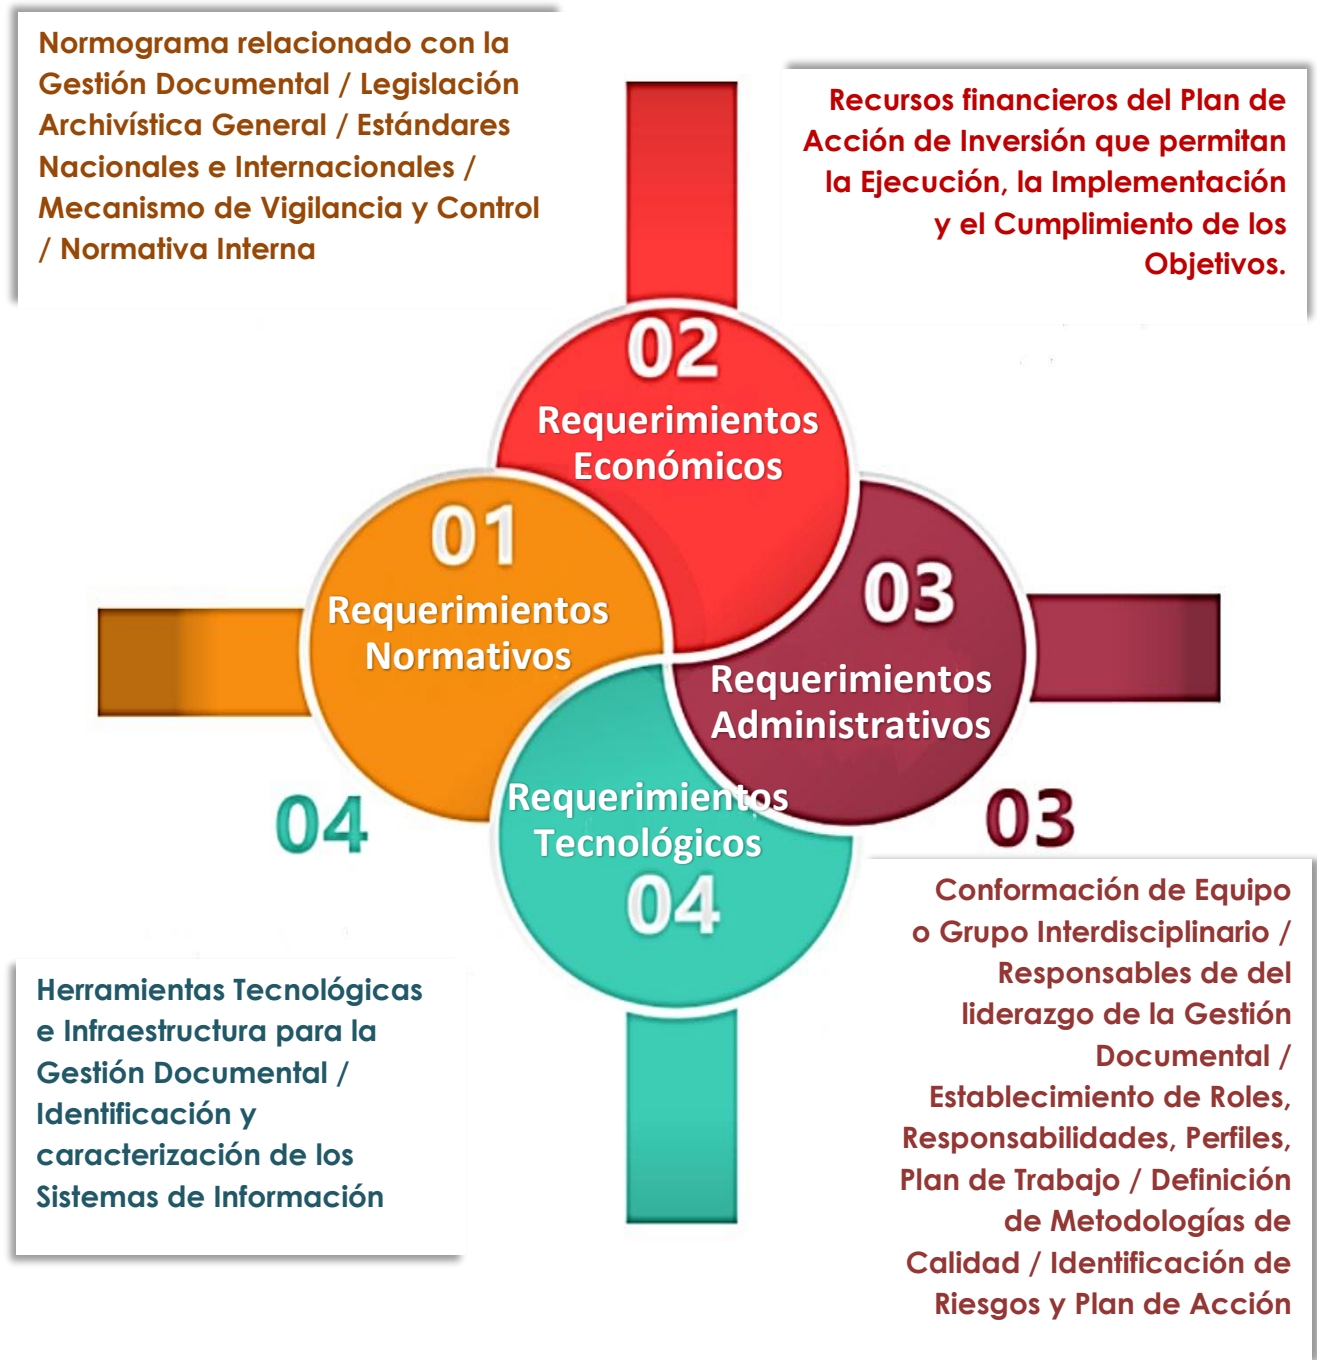 Normograma relacionado con la
Gestión Documental / Legislación
Archivística General / Estándares
Nacionales e Internacionales /
Mecanismo de Vigilancia y Control
/ Normativa Interna
Recursos financieros del Plan de
Acción de Inversión que permitan
la Ejecución, la Implementación
y el Cumplimiento de los
Objetivos.
02
Requerimientos
Económicos
01
Requerimientos
Normativos
03
Requerimientos
Administrativos
Requerimientos
Tecnológicos
04
04
03
Herramientas Tecnológicas
e Infraestructura para la
Gestión Documental /
Identificación y
caracterización de los
Sistemas de Información
Conformación de Equipo
o Grupo Interdisciplinario /
Responsables de del
liderazgo de la Gestión
Documental /
Establecimiento de Roles,
Responsabilidades, Perfiles,
Plan de Trabajo / Definición
de Metodologías de
Calidad / Identificación de
Riesgos y Plan de Acción